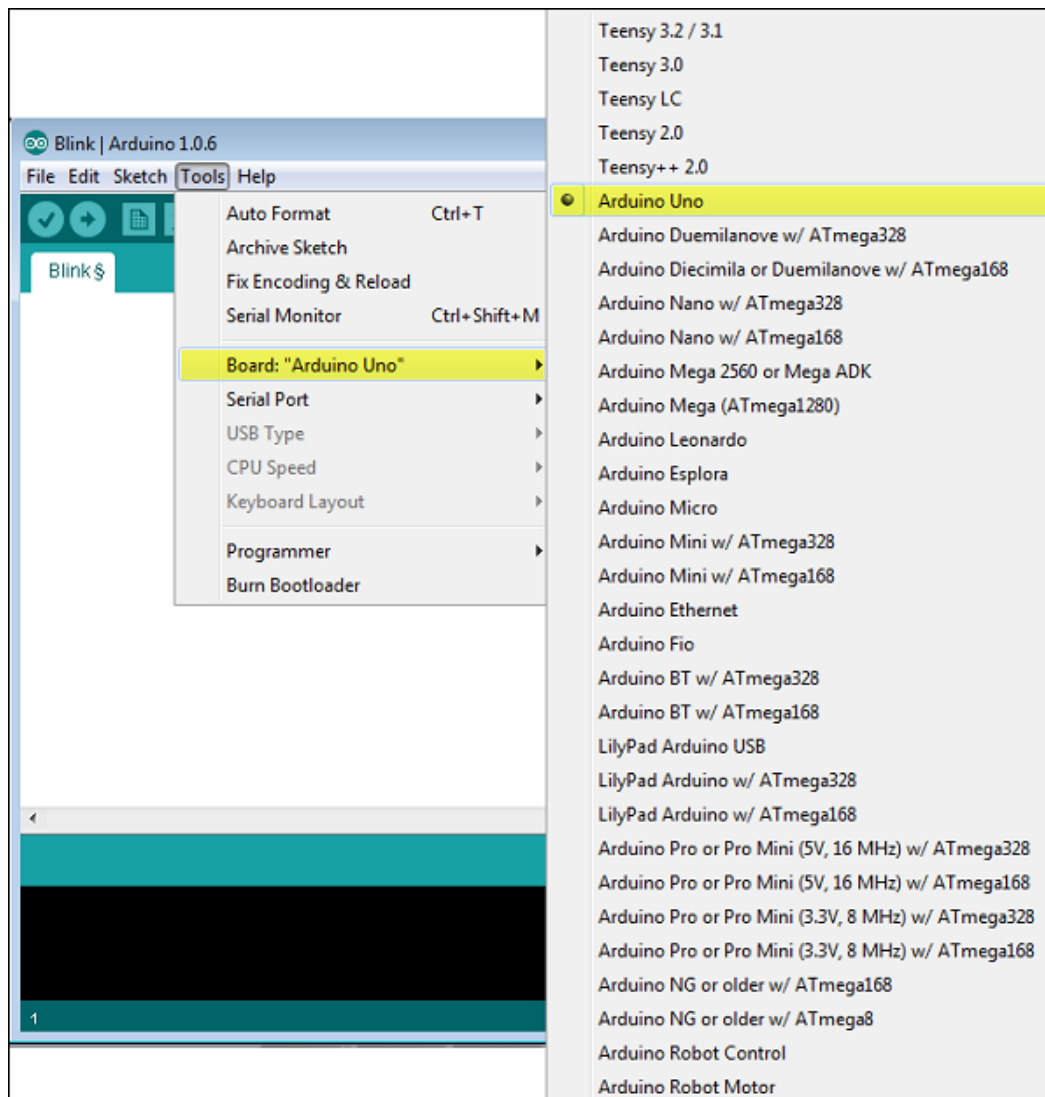 Blink | Arduino 1.0.6
File Edit Sketch Tools Help
Blink§
Auto Format Ctrl+T
Archive Sketch
Fix Encoding & Reload
Serial Monitor Ctrl+Shift+M
Board: "Arduino Uno"
Serial Port
USB Type
CPU Speed
Keyboard Layout
Programmer
Burn Bootloader
1
Teensy 3.2 / 3.1
Teensy 3.0
Teensy LC
Teensy 2.0
Teensy++ 2.0
Arduino Uno
Arduino Duemilanove w/ ATmega328
Arduino Diecimila or Duemilanove w/ ATmega168
Arduino Nano w/ ATmega328
Arduino Nano w/ ATmega168
Arduino Mega 2560 or Mega ADK
Arduino Mega (ATmega1280)
Arduino Leonardo
Arduino Esplora
Arduino Micro
Arduino Mini w/ ATmega328
Arduino Mini w/ ATmega168
Arduino Ethernet
Arduino Fio
Arduino BT w/ ATmega328
Arduino BT w/ ATmega168
LilyPad Arduino USB
LilyPad Arduino w/ ATmega328
LilyPad Arduino w/ ATmega168
Arduino Pro or Pro Mini (5V, 16 MHz) w/ ATmega328
Arduino Pro or Pro Mini (5V, 16 MHz) w/ ATmega168
Arduino Pro or Pro Mini (3.3V, 8 MHz) w/ ATmega328
Arduino Pro or Pro Mini (3.3V, 8 MHz) w/ ATmega168
Arduino NG or older w/ ATmega168
Arduino NG or older w/ ATmega8
Arduino Robot Control
Arduino Robot Motor